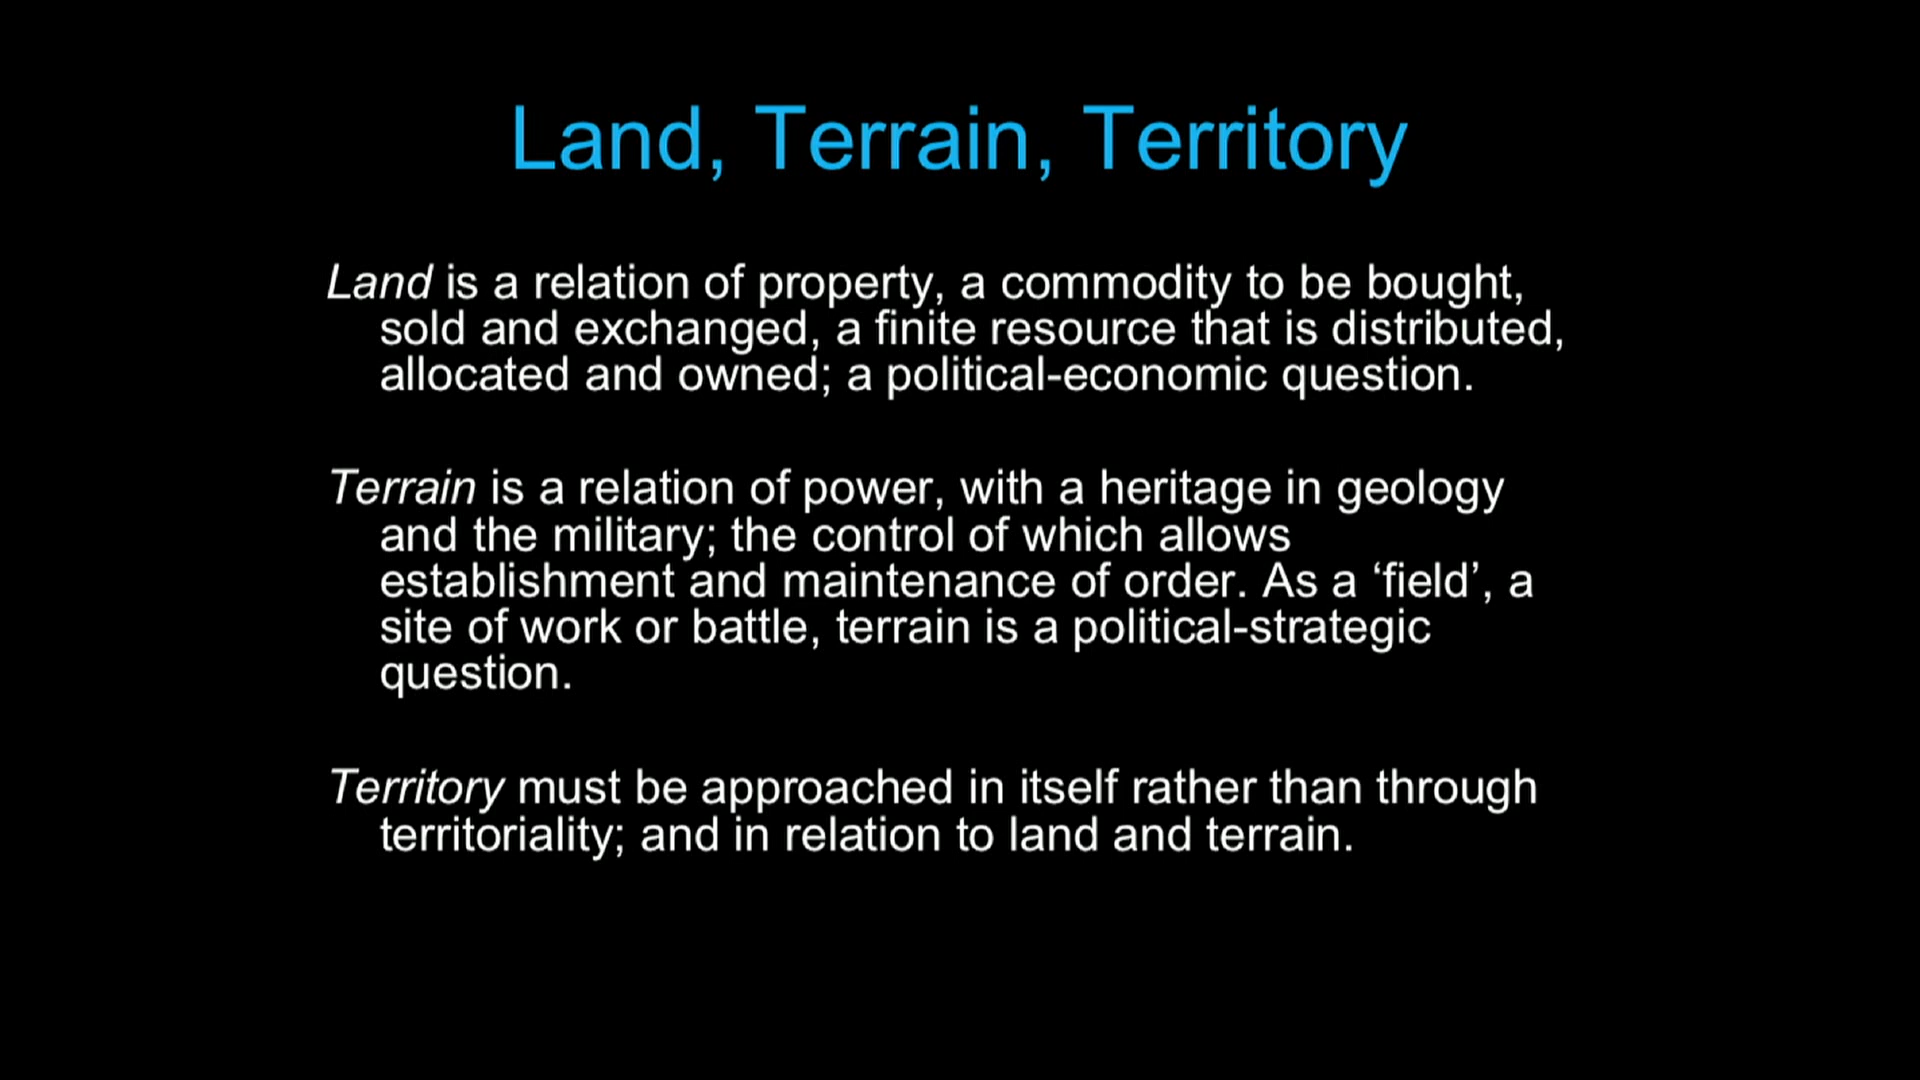 Land, Terrain, Territory
Land is a relation of property, a commodity to be bought,
sold and exchanged, a finite resource that is distributed,
allocated and owned; a political-economic question.
Terrain is a relation of power, with a heritage in geology
and the military; the control of which allows
establishment and maintenance of order. As a ‘field’, a
site of work or battle, terrain is a political-strategic
question.
Territory must be approached in itself rather than through
territoriality; and in relation to land and terrain.